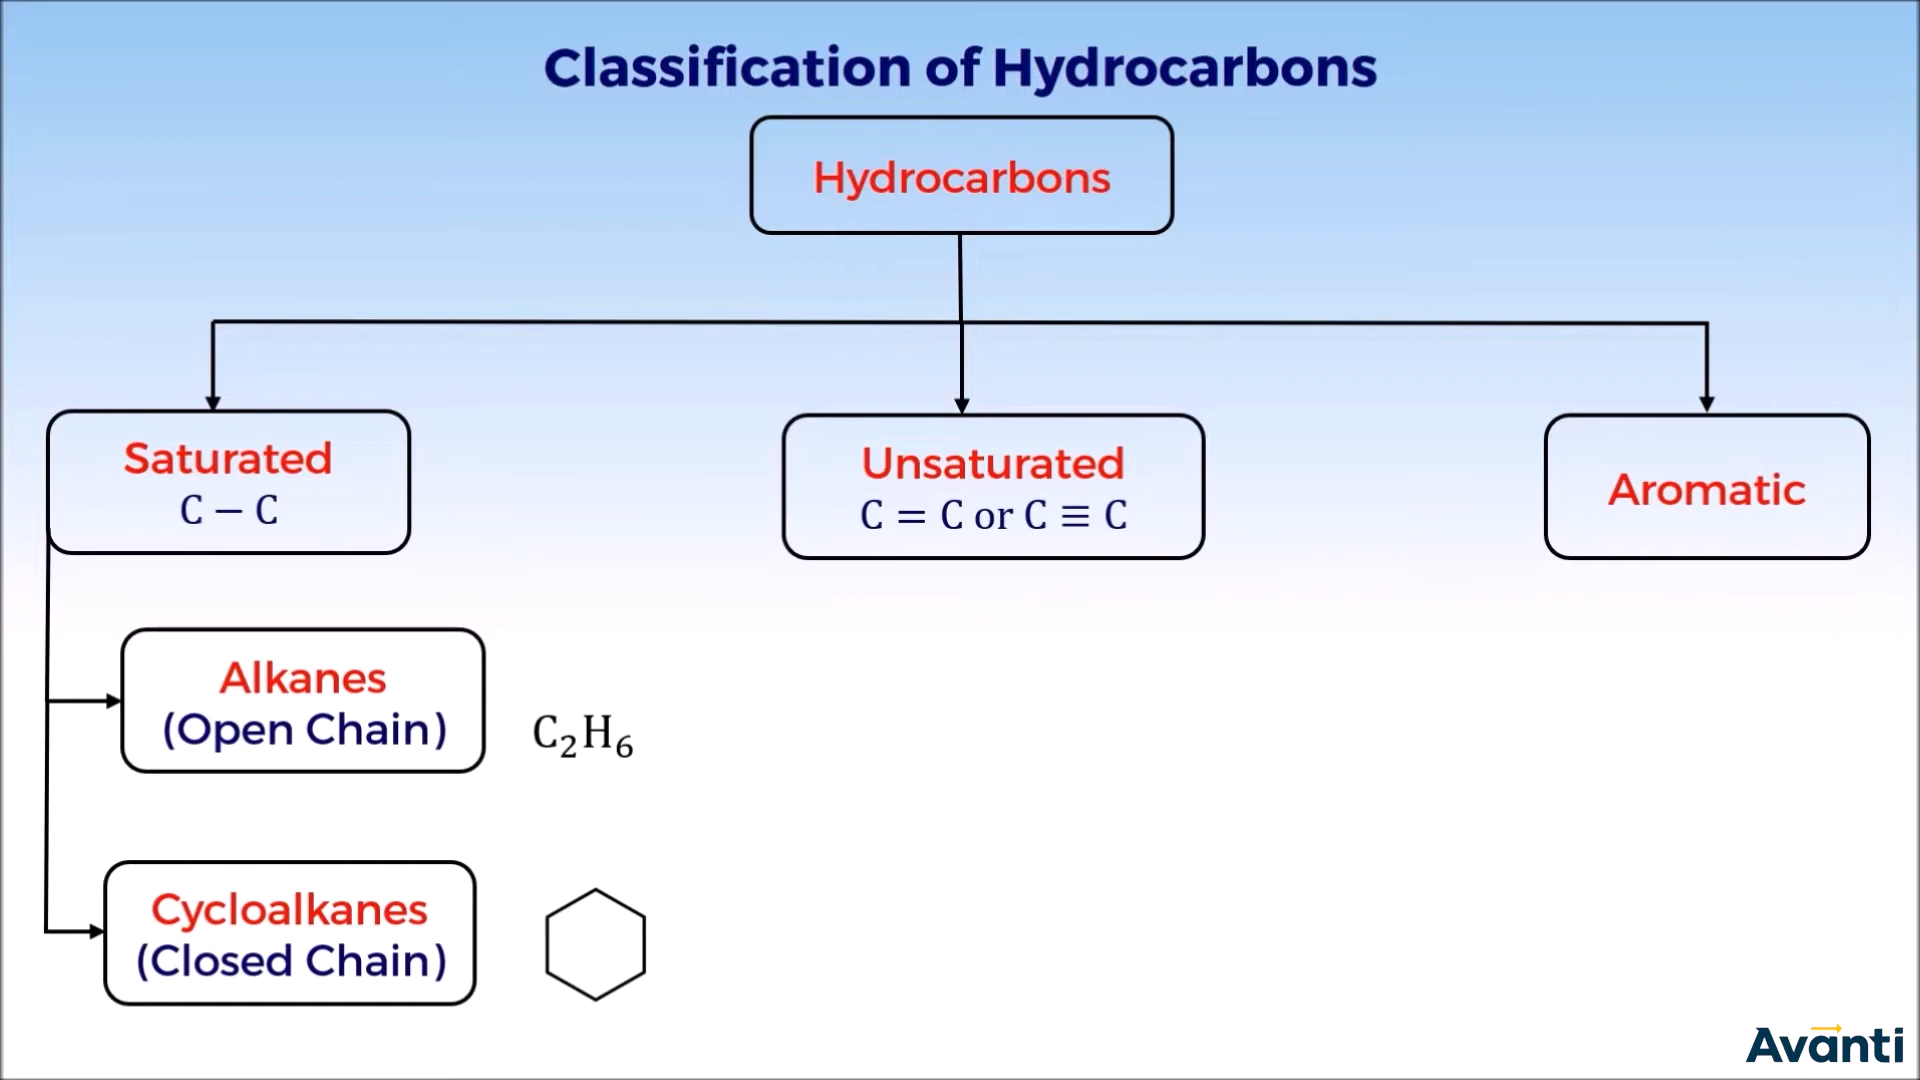 Classification of Hydrocarbons
Hydrocarbons
Saturated
C − C
Unsaturated
C = C or C ≡ C
Aromatic
Alkanes
(Open Chain)
C₂H₆
Cycloalkanes
(Closed Chain)
Avanti